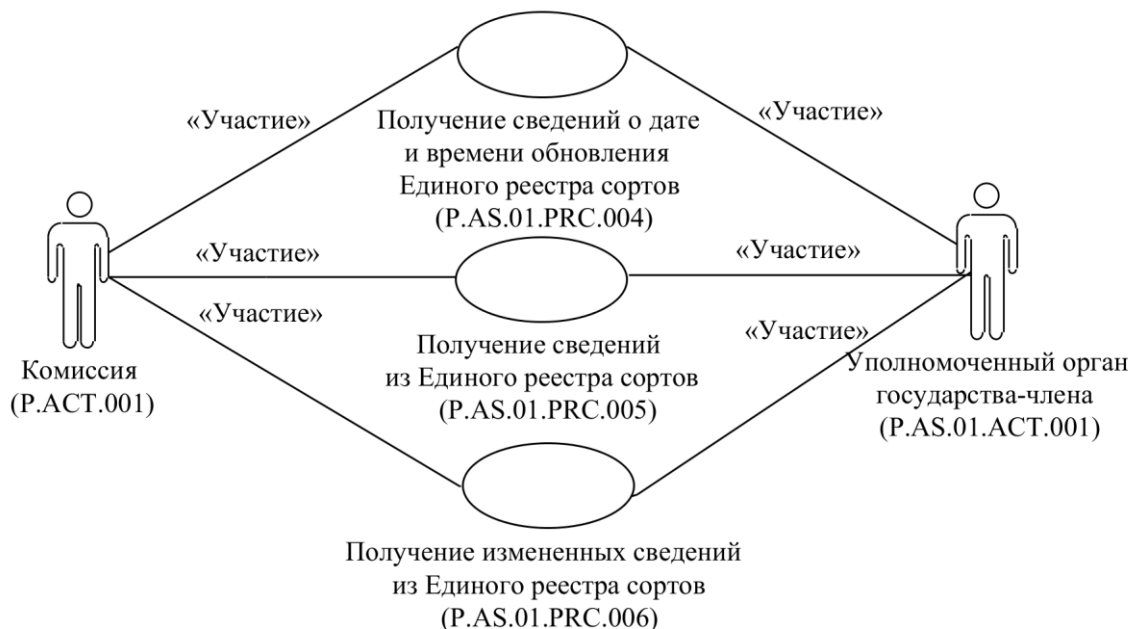 «Участие»
«Участие»
Получение сведений о дате
и времени обновления
Единого реестра сортов
(P.AS.01.PRC.004)
«Участие»
«Участие»
«Участие»
«Участие»
Получение сведений
из Единого реестра сортов
(P.AS.01.PRC.005)
Комиссия
(P.ACT.001)
Уполномоченный орган
государства-члена
(P.AS.01.ACT.001)
Получение измененных сведений
из Единого реестра сортов
(P.AS.01.PRC.006)